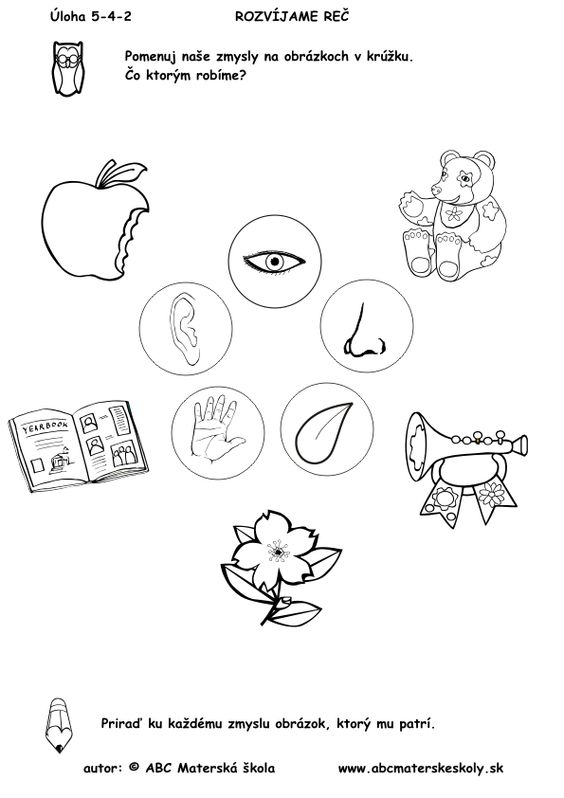 Úloha 5-4-2 ROZVÍJAME REČ
Pomenuj naše zmysly na obrázkoch v krúžku.
Čo ktorým robíme?
YEARBOOK
Priraď ku každému zmyslu obrázok, ktorý mu patrí.
autor: © ABC Materská škola www.abcmaterskeskoly.sk